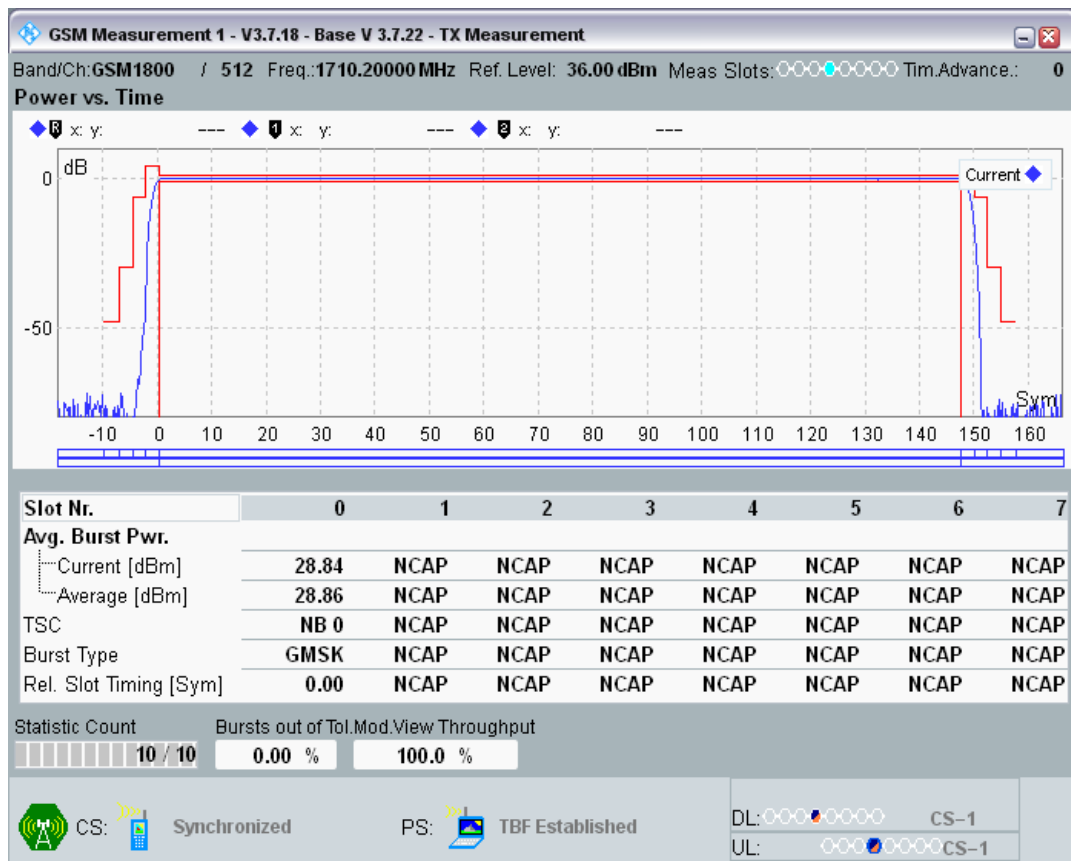 GSM Measurement 1 - V3.7.18 - Base V 3.7.22 - TX Measurement
Band/Ch:GSM1800 / 512 Freq.:1710.20000 MHz Ref. Level: 36.00 dBm Meas Slots: Tim.Advance.: 0
Power vs. Time
R x: y: --- 1 x: y: --- 2 x: y: ---
dB
Current
0
-50
Sym
-10 0 10 20 30 40 50 60 70 80 90 100 110 120 130 140 150 160
Slot Nr. 0 1 2 3 4 5 6 7
Avg. Burst Pwr.
Current [dBm] 28.84 NCAP NCAP NCAP NCAP NCAP NCAP NCAP
Average [dBm] 28.86 NCAP NCAP NCAP NCAP NCAP NCAP NCAP
TSC NB 0 NCAP NCAP NCAP NCAP NCAP NCAP NCAP
Burst Type GMSK NCAP NCAP NCAP NCAP NCAP NCAP NCAP
Rel. Slot Timing [Sym] 0.00 NCAP NCAP NCAP NCAP NCAP NCAP NCAP
Statistic Count Bursts out of Tol.Mod.View Throughput
10 / 10 0.00 % 100.0 %
CS: Synchronized PS: TBF Established
DL: CS-1
UL: CS-1